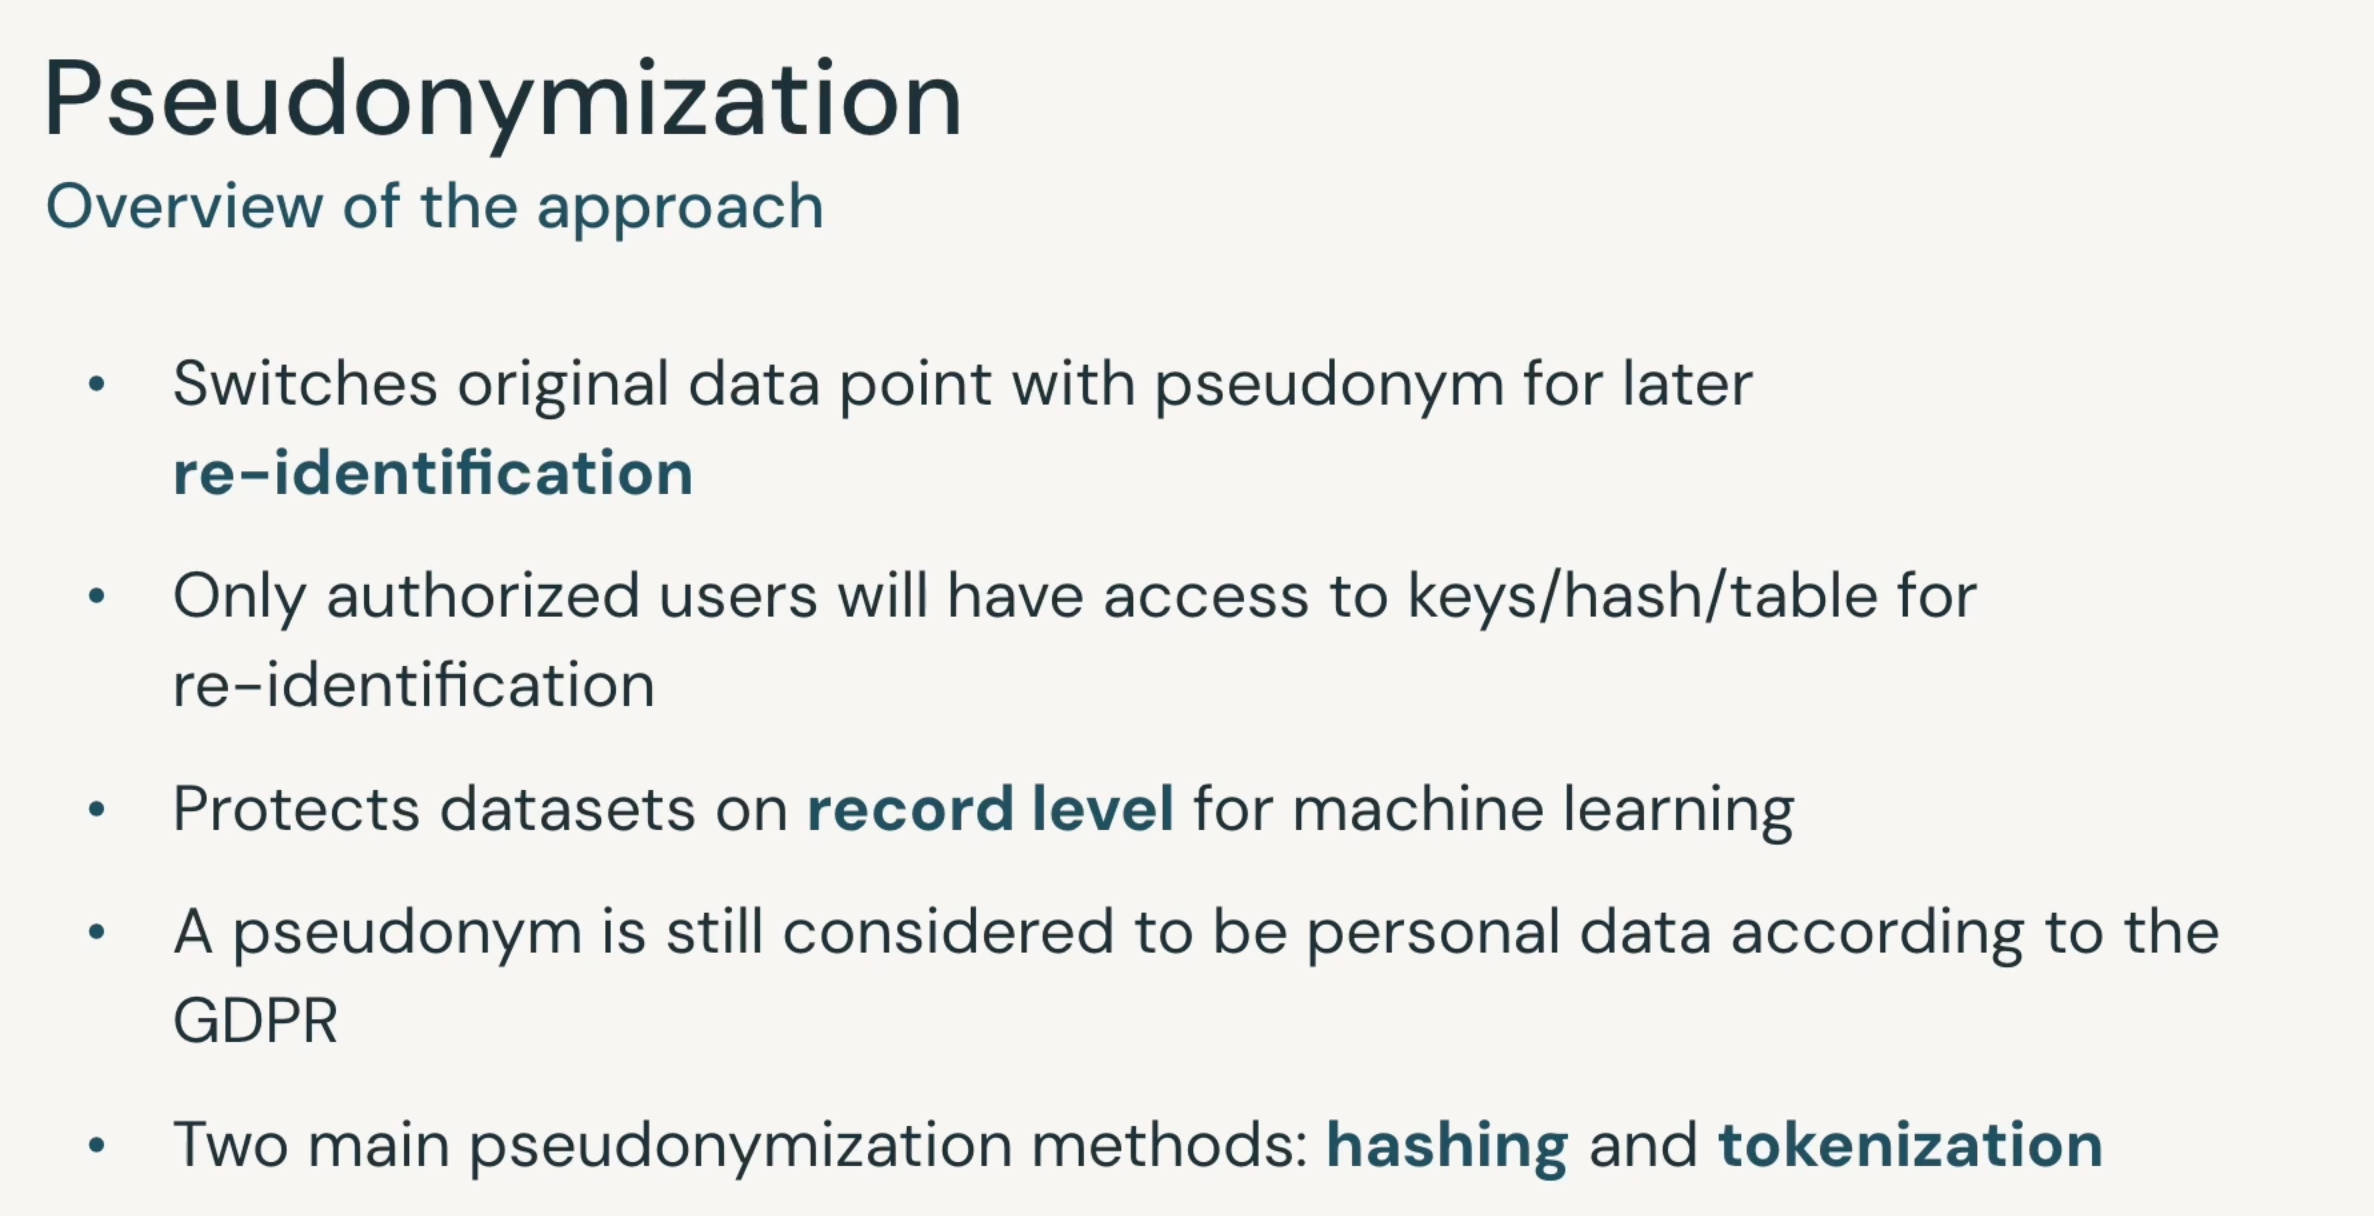 Pseudonymization
Overview of the approach
• Switches original data point with pseudonym for later
re-identification
• Only authorized users will have access to keys/hash/table for
re-identification
• Protects datasets on record level for machine learning
• A pseudonym is still considered to be personal data according to the
GDPR
• Two main pseudonymization methods: hashing and tokenization